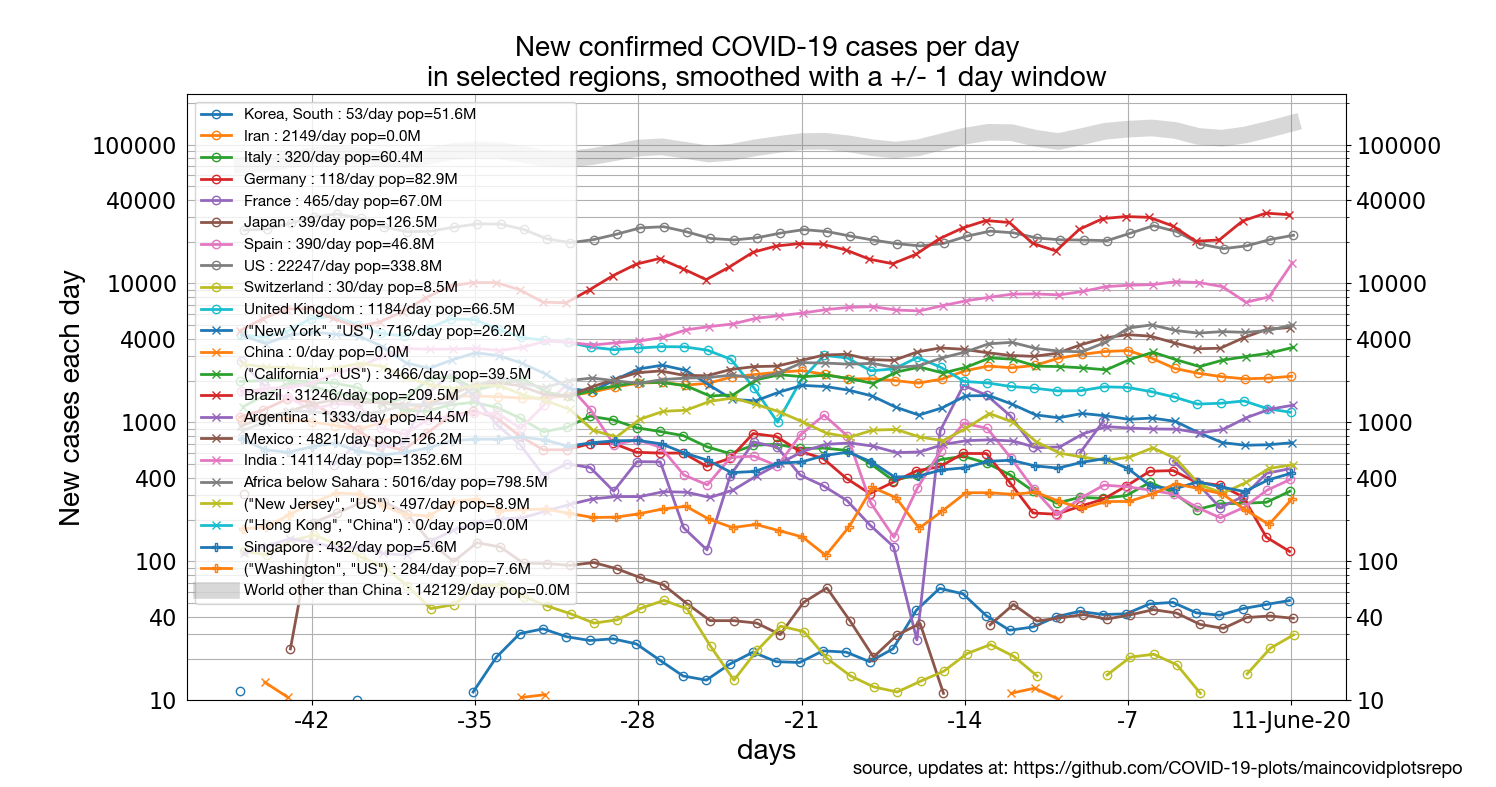 New confirmed COVID-19 cases per day
in selected regions, smoothed with a +/- 1 day window
New cases each day
100000
40000
10000
4000
1000
400
100
40
10
Korea, South : 53/day pop=51.6M
Iran : 2149/day pop=0.0M
Italy : 320/day pop=60.4M
Germany : 118/day pop=82.9M
France : 465/day pop=67.0M
Japan : 39/day pop=126.5M
Spain : 390/day pop=46.8M
US : 22247/day pop=338.8M
Switzerland : 30/day pop=8.5M
United Kingdom : 1184/day pop=66.5M
("New York", "US") : 716/day pop=26.2M
China : 0/day pop=0.0M
("California", "US") : 3466/day pop=39.5M
Brazil : 31246/day pop=209.5M
Argentina : 1333/day pop=44.5M
Mexico : 4821/day pop=126.2M
India : 14114/day pop=1352.6M
Africa below Sahara : 5016/day pop=798.5M
("New Jersey", "US") : 497/day pop=8.9M
("Hong Kong", "China") : 0/day pop=0.0M
Singapore : 432/day pop=5.6M
("Washington", "US") : 284/day pop=7.6M
World other than China : 142129/day pop=0.0M
100000
40000
10000
4000
1000
400
100
40
10
-42 -35 -28 -21 -14 -7 11-June-20
days
source, updates at: https://github.com/COVID-19-plots/maincovidplotsrepo